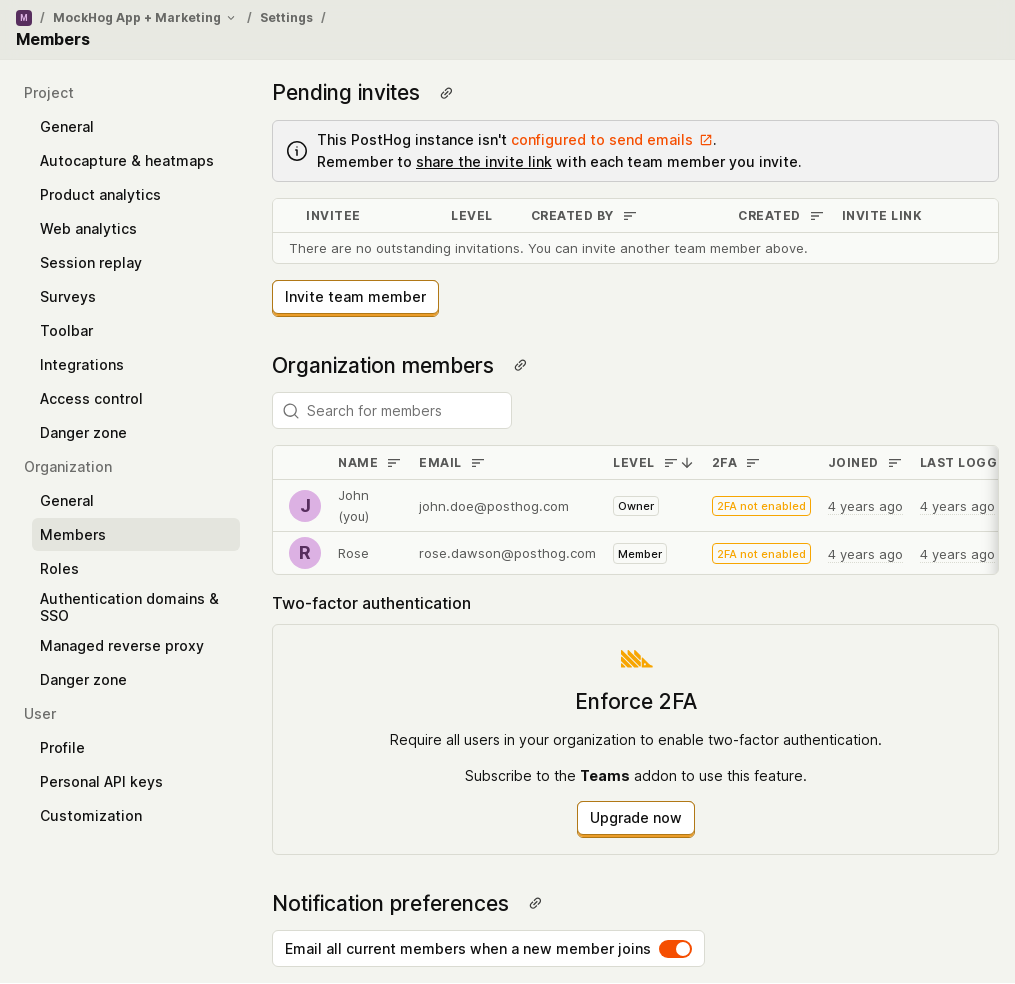 M / MockHog App + Marketing / Settings /
Members
Project
General
Autocapture & heatmaps
Product analytics
Web analytics
Session replay
Surveys
Toolbar
Integrations
Access control
Danger zone
Organization
General
Members
Roles
Authentication domains &
SSO
Managed reverse proxy
Danger zone
User
Profile
Personal API keys
Customization
Pending invites
This PostHog instance isn't configured to send emails .
Remember to share the invite link with each team member you invite.
INVITEE LEVEL CREATED BY CREATED INVITE LINK
There are no outstanding invitations. You can invite another team member above.
Invite team member
Organization members
Search for members
NAME EMAIL LEVEL 2FA JOINED LAST LOGG
J John (you) john.doe@posthog.com Owner 2FA not enabled 4 years ago 4 years ago
R Rose rose.dawson@posthog.com Member 2FA not enabled 4 years ago 4 years ago
Two-factor authentication
Enforce 2FA
Require all users in your organization to enable two-factor authentication.
Subscribe to the Teams addon to use this feature.
Upgrade now
Notification preferences
Email all current members when a new member joins